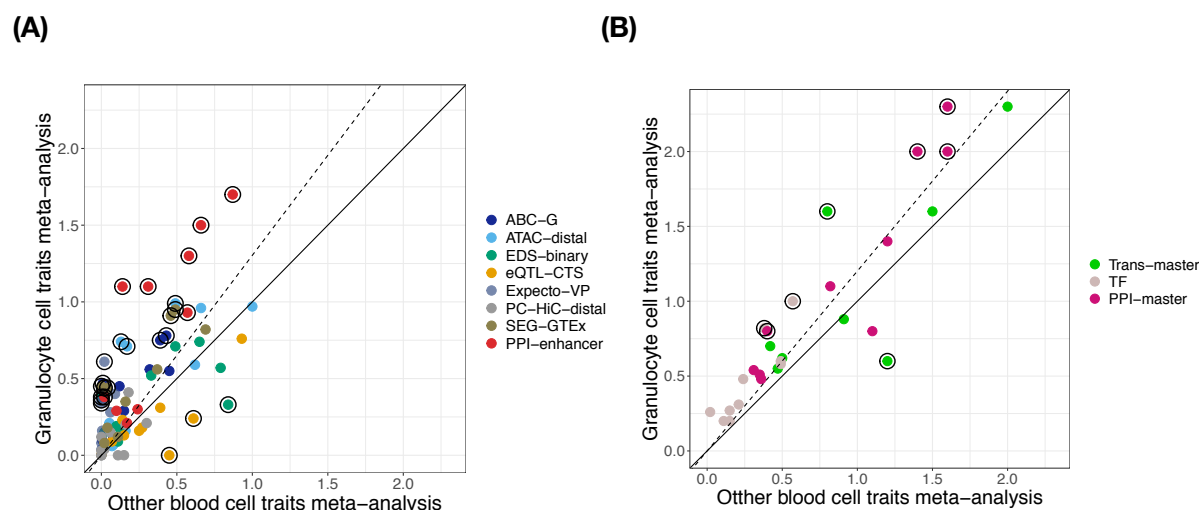 (A)
(B)
Granulocyte cell traits meta−analysis
2.0
1.5
1.0
0.5
0.0
0.0 0.5 1.0 1.5 2.0
Otther blood cell traits meta−analysis
ABC−G
ATAC−distal
EDS−binary
eQTL−CTS
Expecto−VP
PC−HiC−distal
SEG−GTEx
PPI−enhancer
Granulocyte cell traits meta−analysis
2.0
1.5
1.0
0.5
0.0
0.0 0.5 1.0 1.5 2.0
Otther blood cell traits meta−analysis
Trans−master
TF
PPI−master